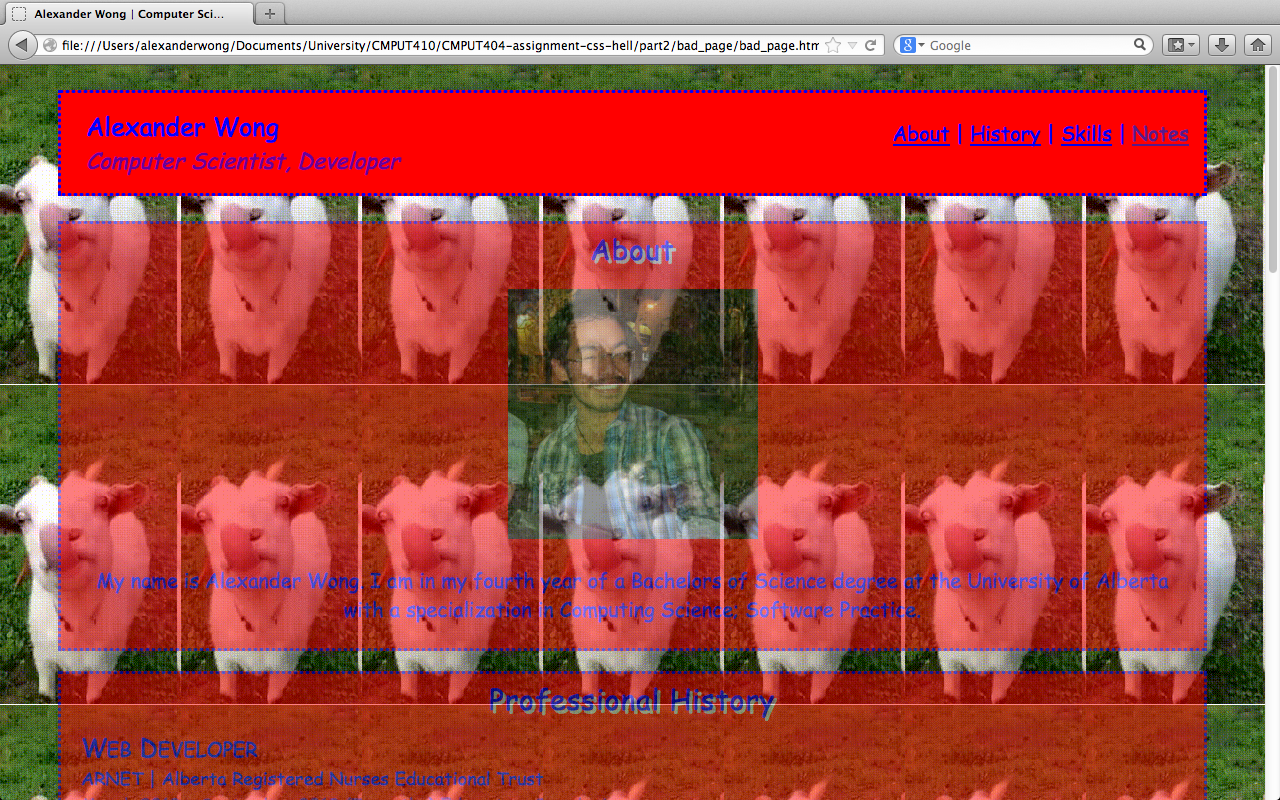 Alexander Wong | Computer Sci...
file:///Users/alexanderwong/Documents/University/CMPUT410/CMPUT404-assignment-css-hell/part2/bad_page/bad_page.htm
Google
Alexander Wong
Computer Scientist, Developer
About | History | Skills | Notes
About
My name is Alexander Wong. I am in my fourth year of a Bachelors of Science degree at the University of Alberta
with a specialization in Computing Science; Software Practice.
Professional History
Web Developer
ARNET | Alberta Registered Nurses Educational Trust